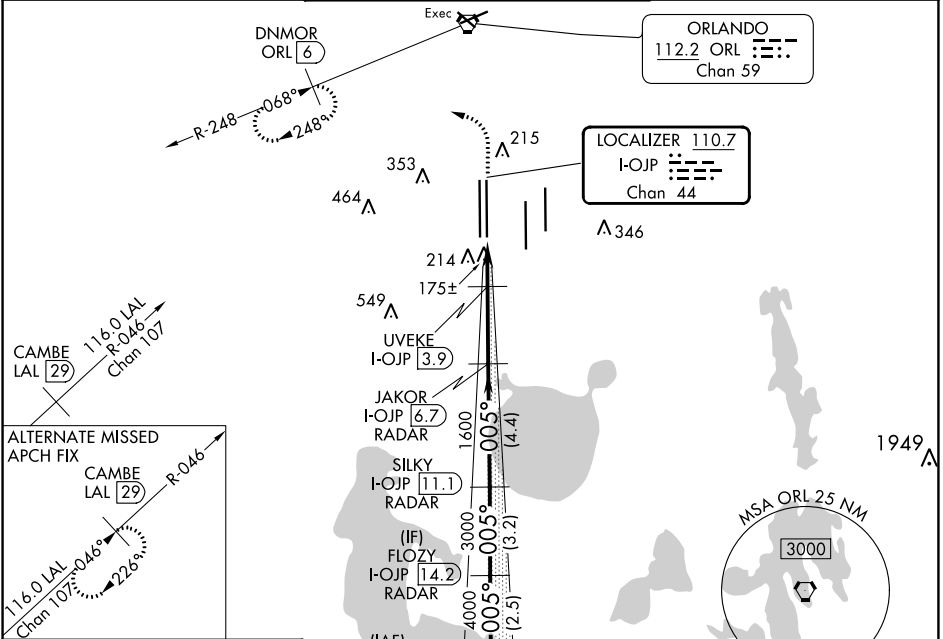 Exec
DNMOR
ORL 6
ORLANDO
112.2 ORL
Chan 59
R-248
068°
248°
LOCALIZER 110.7
I-OJP
Chan 44
215
353
464
346
214
175±
549
UVEKE
I-OJP 3.9
JAKOR
I-OJP 6.7
RADAR
1600
005°
(4.4)
116.0 LAL
R-046
Chan 107
CAMBE
LAL 29
ALTERNATE MISSED
APCH FIX
CAMBE
LAL 29
R-046
046°
226°
116.0 LAL
Chan 107
SILKY
I-OJP 11.1
RADAR
3000
005°
(3.2)
(IF)
FLOZY
I-OJP 14.2
RADAR
4000
005°
(2.5)
(IAF)
1949
MSA ORL 25 NM
3000